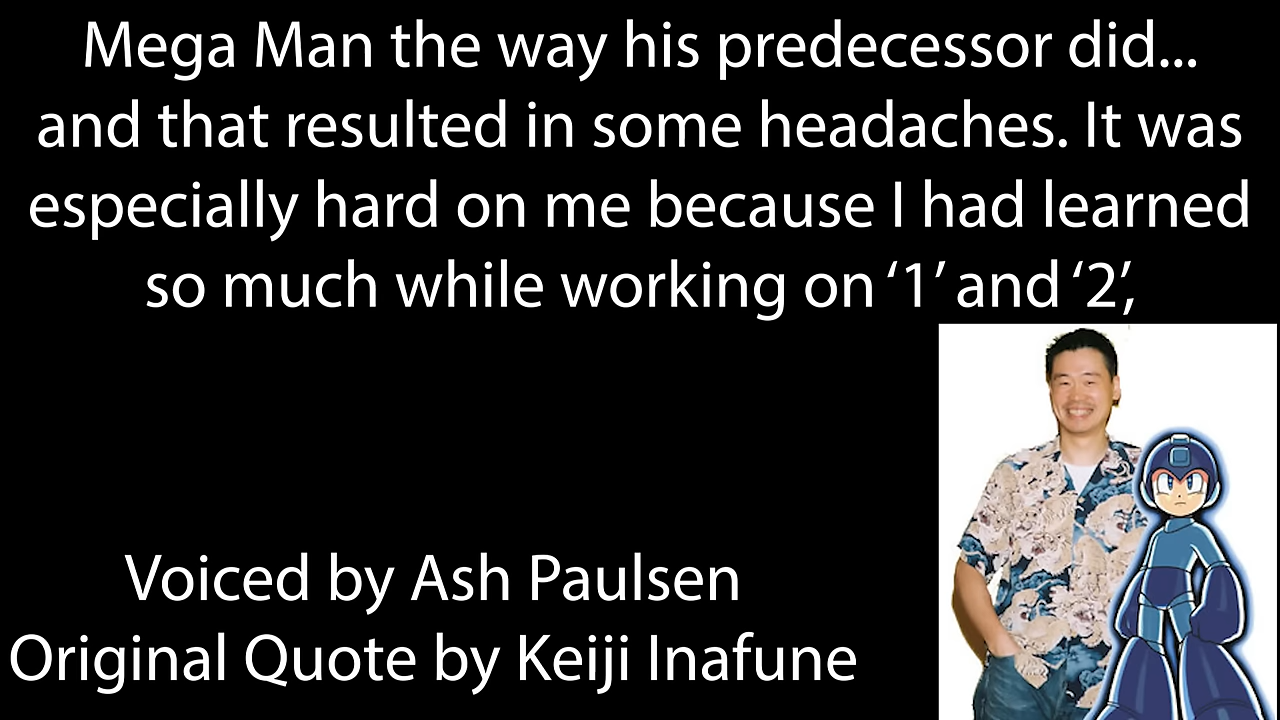 Mega Man the way his predecessor did...
and that resulted in some headaches. It was
especially hard on me because I had learned
so much while working on ‘1’ and ‘2’,
Voiced by Ash Paulsen
Original Quote by Keiji Inafune